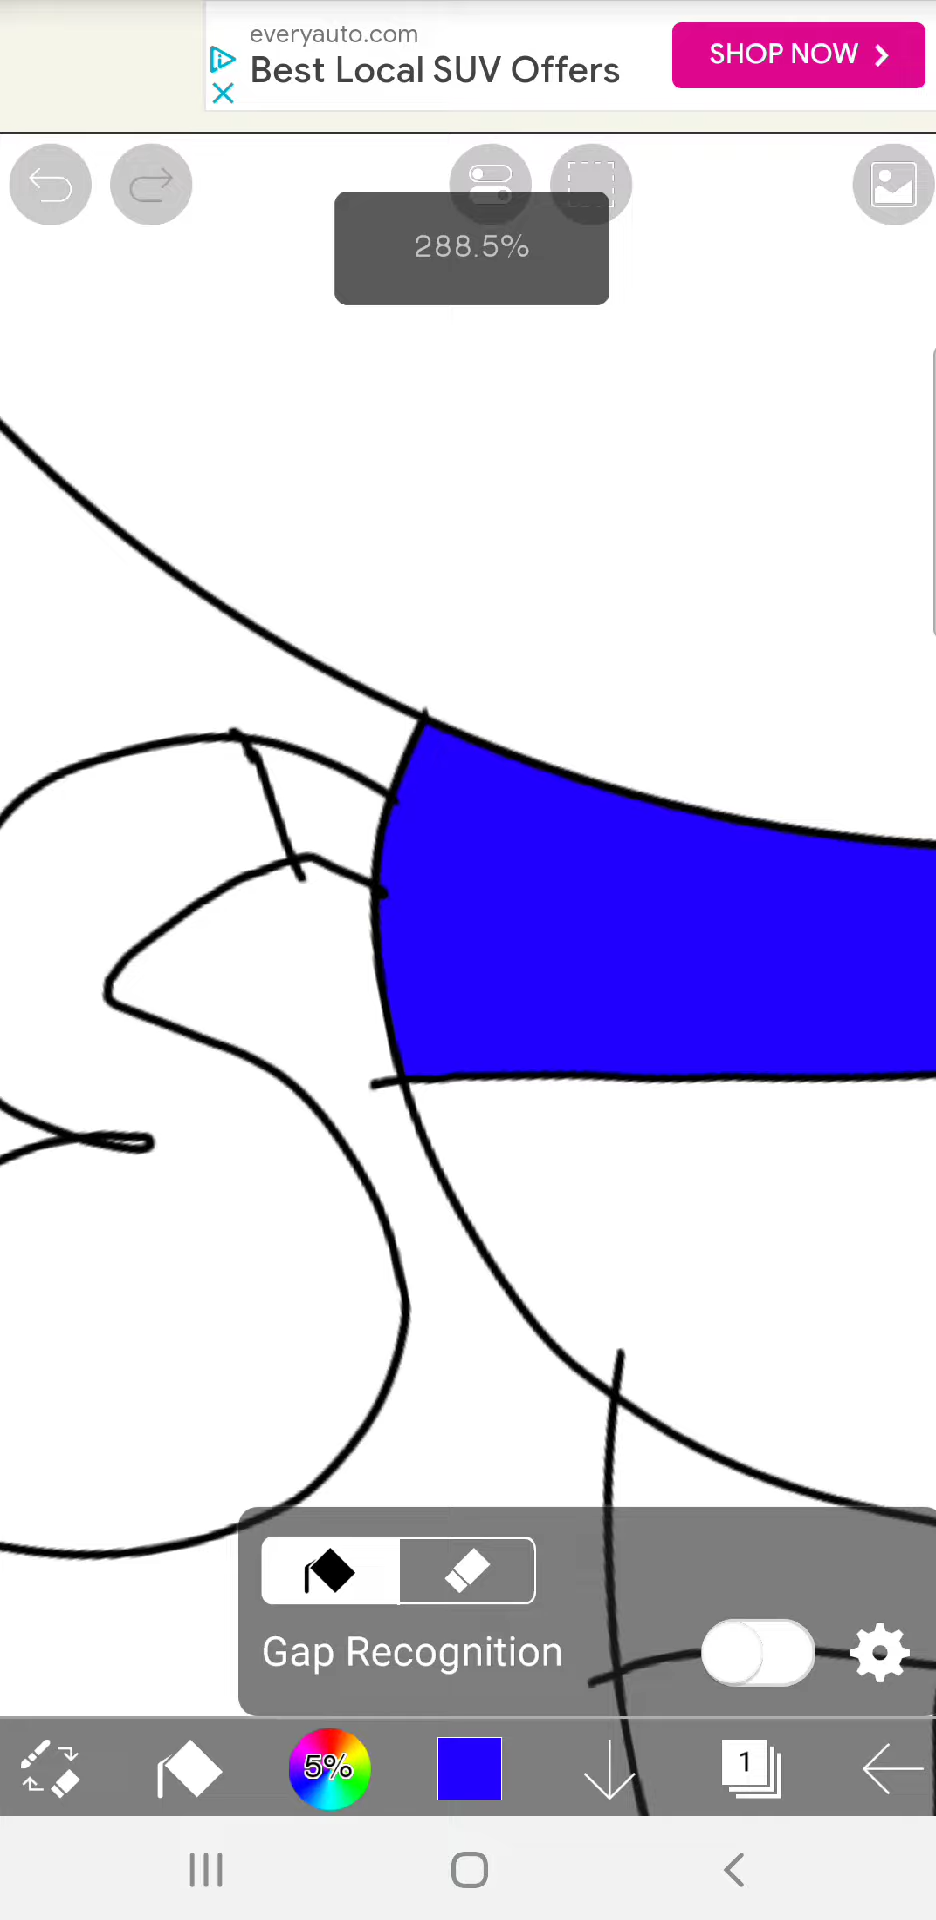 everyauto.com
Best Local SUV Offers
SHOP NOW
288.5%
Gap Recognition
5%
1